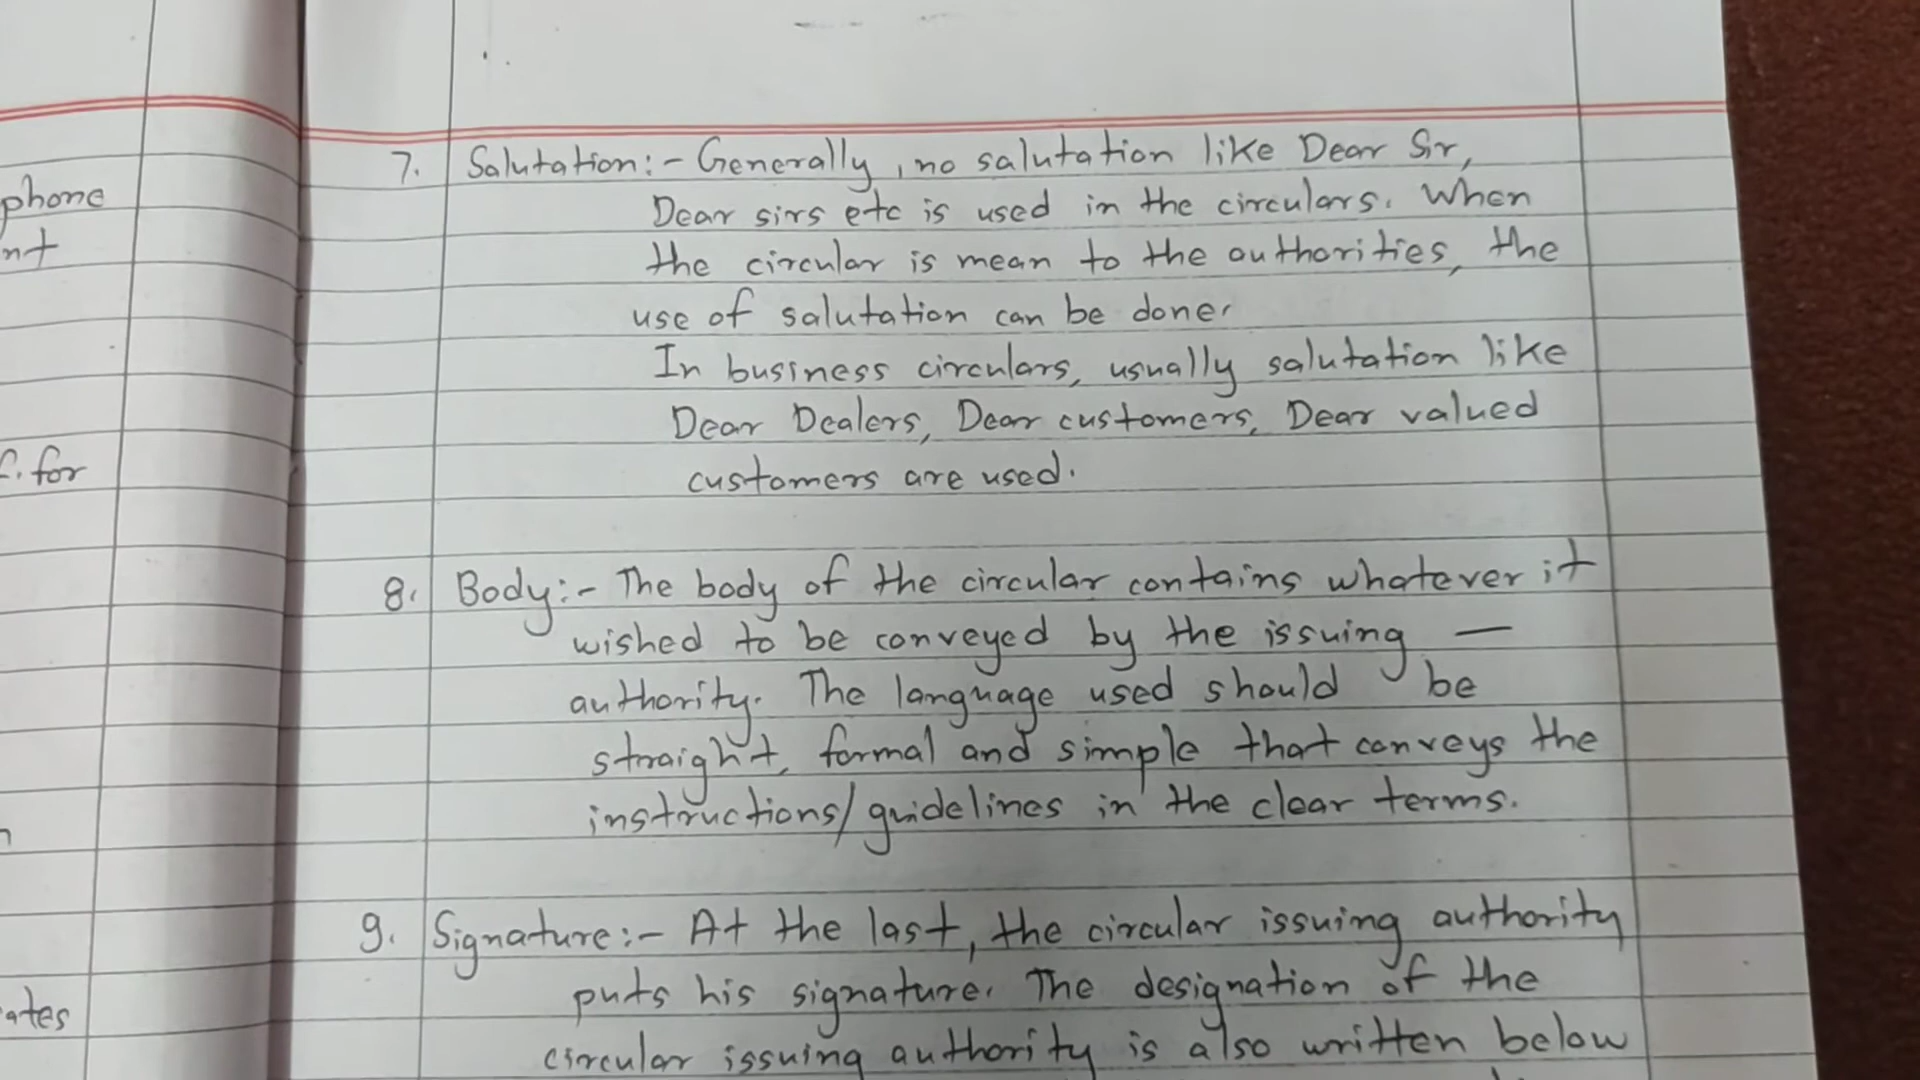 phone
nt
for
ates
7. Salutation:- Generally, no salutation like Dear Sir,
Dear sirs etc is used in the circulars. When
the circular is mean to the authorities, the
use of salutation can be done.
In business circulars, usually salutation like
Dear Dealers, Dear customers, Dear valued
customers are used.
8. Body:- The body of the circular contains whatever it
wished to be conveyed by the issuing —
authority. The language used should be
straight, formal and simple that conveys the
instructions/guidelines in the clear terms.
9. Signature:- At the last, the circular issuing authority
puts his signature. The designation of the
circular issuing authority is also written below